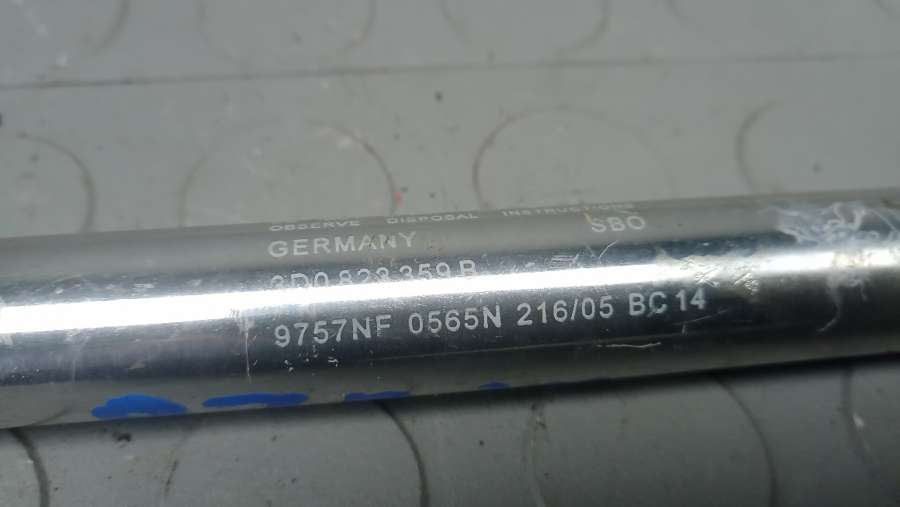 OBSERVE DISPOSAL INSTRUCTIONS
GERMANY SBO
3D0 823 359 B
9757NF 0565N 216/05 BC14